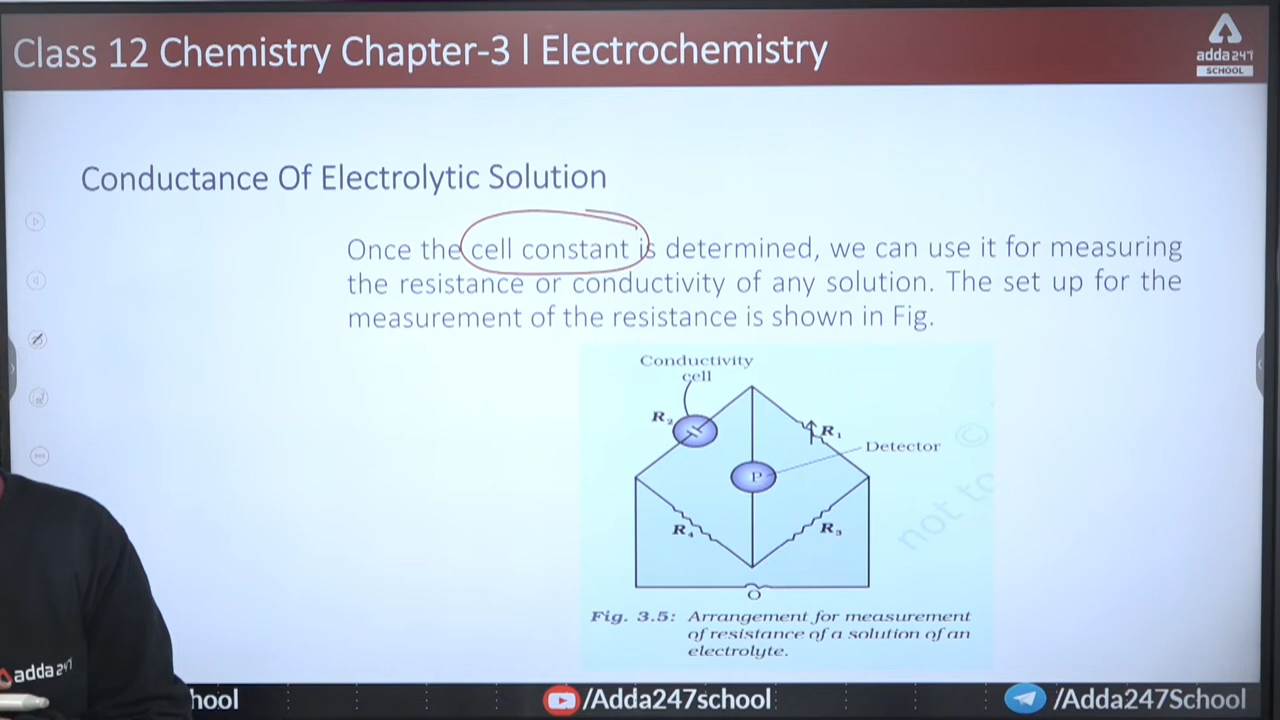 Class 12 Chemistry Chapter-3 l Electrochemistry
adda247
SCHOOL
Conductance Of Electrolytic Solution
Once the cell constant is determined, we can use it for measuring
the resistance or conductivity of any solution. The set up for the
measurement of the resistance is shown in Fig.
Conductivity
cell
R₂
R₁
Detector
P
R₄
R₃
O
©
not to
Fig. 3.5: Arrangement for measurement
of resistance of a solution of an
electrolyte.
adda247
/Adda247school
/Adda247School